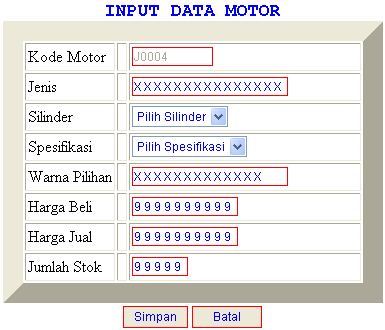 INPUT DATA MOTOR
Kode Motor J0004
Jenis XXXXXXXXXXXXXXX
Silinder Pilih Silinder
Spesifikasi Pilih Spesifikasi
Warna Pilihan XXXXXXXXXXXXX
Harga Beli 9999999999
Harga Jual 9999999999
Jumlah Stok 99999
Simpan Batal